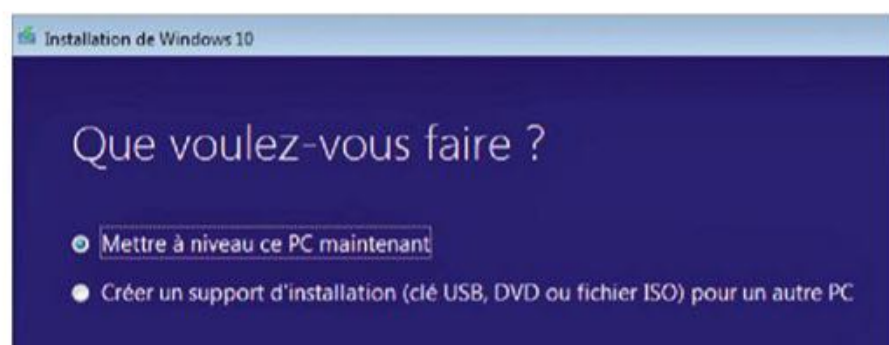 Installation de Windows 10
Que voulez-vous faire ?
Mettre à niveau ce PC maintenant
Créer un support d'installation (clé USB, DVD ou fichier ISO) pour un autre PC